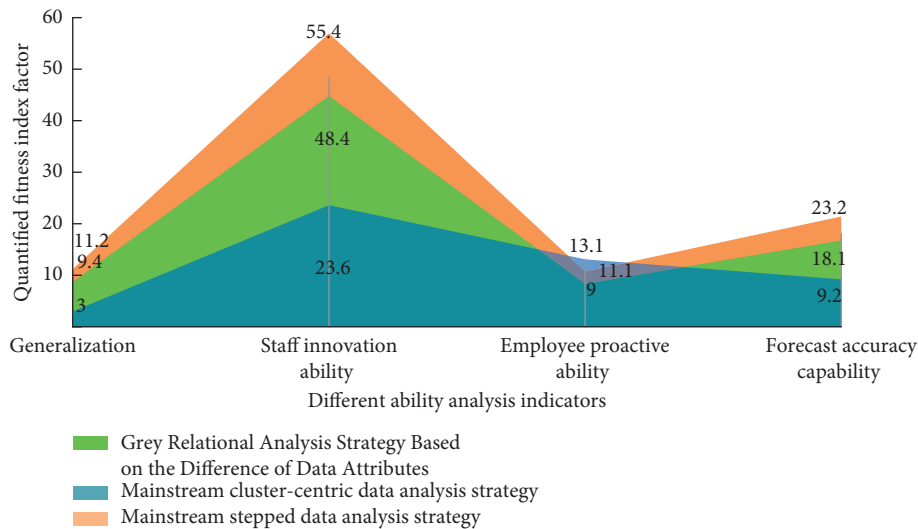 Quantified fitness index factor
60
50
40
30
20
10
11.2
9.4
3
55.4
48.4
23.6
13.1
11.1
9
23.2
18.1
9.2
Generalization
Staff innovation
ability
Employee proactive
ability
Forecast accuracy
capability
Different ability analysis indicators
Grey Relational Analysis Strategy Based
on the Difference of Data Attributes
Mainstream cluster-centric data analysis strategy
Mainstream stepped data analysis strategy